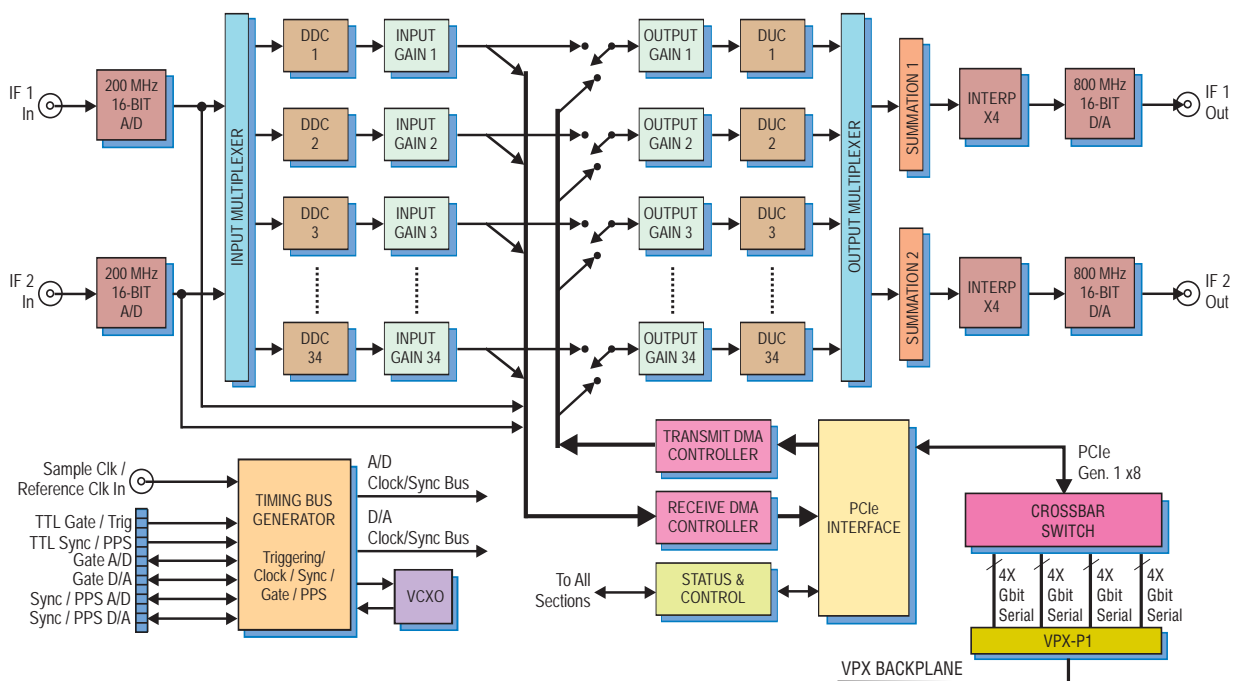 IF 1
In
200 MHz
16-BIT
A/D
IF 2
In
200 MHz
16-BIT
A/D
INPUT MULTIPLEXER
DDC
1
INPUT
GAIN 1
DDC
2
INPUT
GAIN 2
DDC
3
INPUT
GAIN 3
DDC
34
INPUT
GAIN 34
OUTPUT
GAIN 1
DUC
1
OUTPUT
GAIN 2
DUC
2
OUTPUT
GAIN 3
DUC
3
OUTPUT
GAIN 34
DUC
34
OUTPUT MULTIPLEXER
SUMMATION 1
INTERP
X4
800 MHz
16-BIT
D/A
IF 1
Out
SUMMATION 2
INTERP
X4
800 MHz
16-BIT
D/A
IF 2
Out
Sample Clk /
Reference Clk In
TTL Gate / Trig
TTL Sync / PPS
Gate A/D
Gate D/A
Sync / PPS A/D
Sync / PPS D/A
TIMING BUS
GENERATOR
Triggering/
Clock / Sync /
Gate / PPS
A/D
Clock/Sync Bus
D/A
Clock/Sync Bus
VCXO
TRANSMIT DMA
CONTROLLER
RECEIVE DMA
CONTROLLER
To All
Sections
STATUS &
CONTROL
PCIe
INTERFACE
PCIe
Gen. 1 x8
CROSSBAR
SWITCH
4X
Gbit
Serial
4X
Gbit
Serial
4X
Gbit
Serial
4X
Gbit
Serial
VPX-P1
VPX BACKPLANE